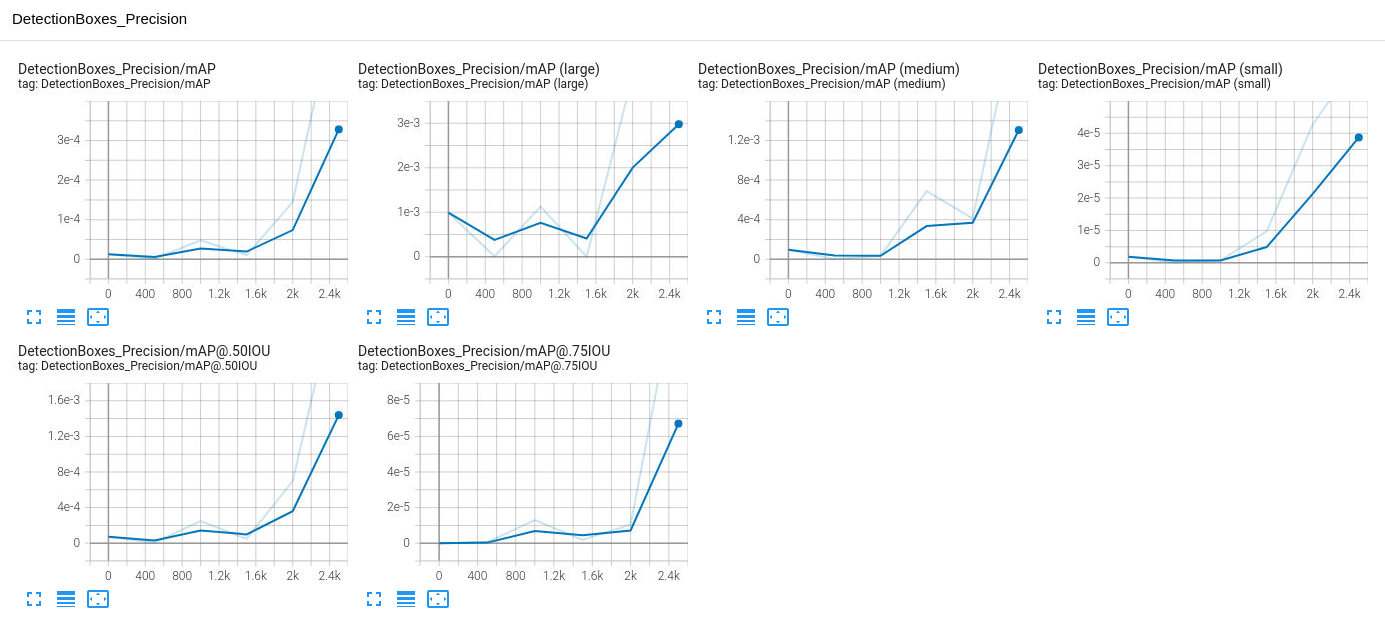 DetectionBoxes_Precision
DetectionBoxes_Precision/mAP
tag: DetectionBoxes_Precision/mAP
3e-4
2e-4
1e-4
0
0 400 800 1.2k 1.6k 2k 2.4k
DetectionBoxes_Precision/mAP (large)
tag: DetectionBoxes_Precision/mAP (large)
3e-3
2e-3
1e-3
0
0 400 800 1.2k 1.6k 2k 2.4k
DetectionBoxes_Precision/mAP (medium)
tag: DetectionBoxes_Precision/mAP (medium)
1.2e-3
8e-4
4e-4
0
0 400 800 1.2k 1.6k 2k 2.4k
DetectionBoxes_Precision/mAP (small)
tag: DetectionBoxes_Precision/mAP (small)
4e-5
3e-5
2e-5
1e-5
0
0 400 800 1.2k 1.6k 2k 2.4k
DetectionBoxes_Precision/mAP@.50IOU
tag: DetectionBoxes_Precision/mAP@.50IOU
1.6e-3
1.2e-3
8e-4
4e-4
0
0 400 800 1.2k 1.6k 2k 2.4k
DetectionBoxes_Precision/mAP@.75IOU
tag: DetectionBoxes_Precision/mAP@.75IOU
8e-5
6e-5
4e-5
2e-5
0
0 400 800 1.2k 1.6k 2k 2.4k